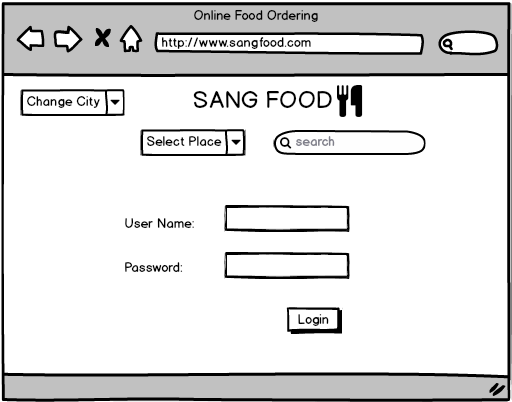 Online Food Ordering
http://www.sangfood.com
Change City
SANG FOOD
Select Place
search
User Name:
Password:
Login